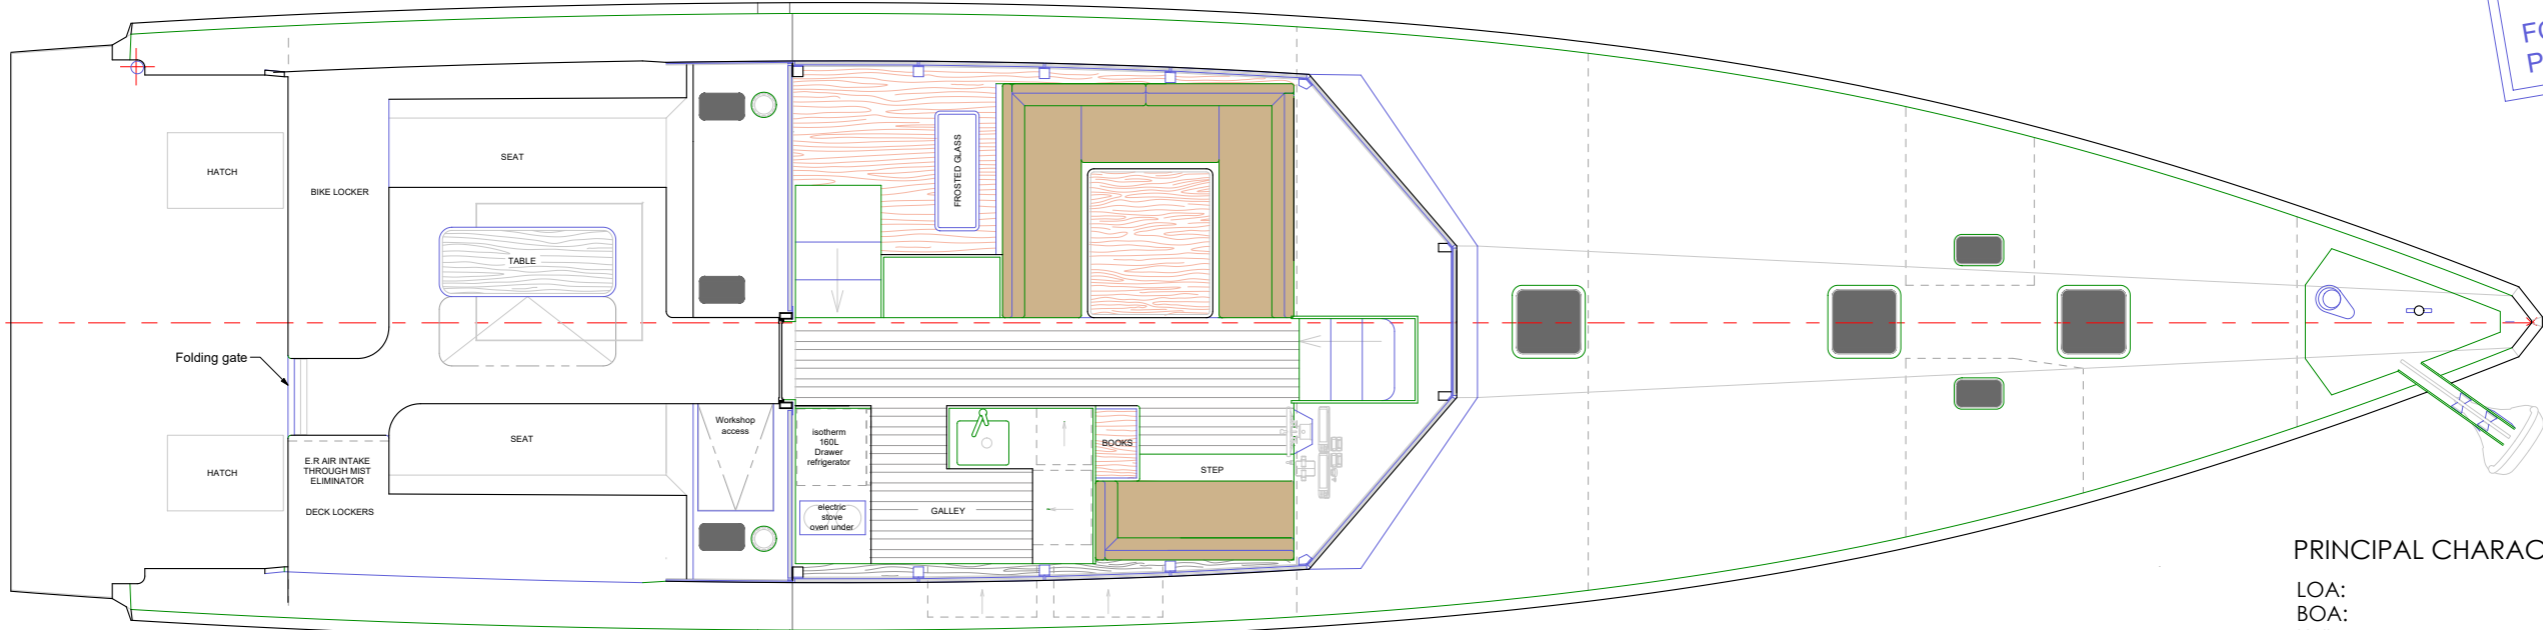 HATCH
BIKE LOCKER
SEAT
TABLE
FROSTED GLASS
Folding gate
HATCH
E.R AIR INTAKE
THROUGH MIST
ELIMINATOR
DECK LOCKERS
SEAT
Workshop
access
isotherm
160L
Drawer
refrigerator
electric
stove
oven under
GALLEY
BOOKS
STEP
PRINCIPAL CHARAC
LOA:
BOA: